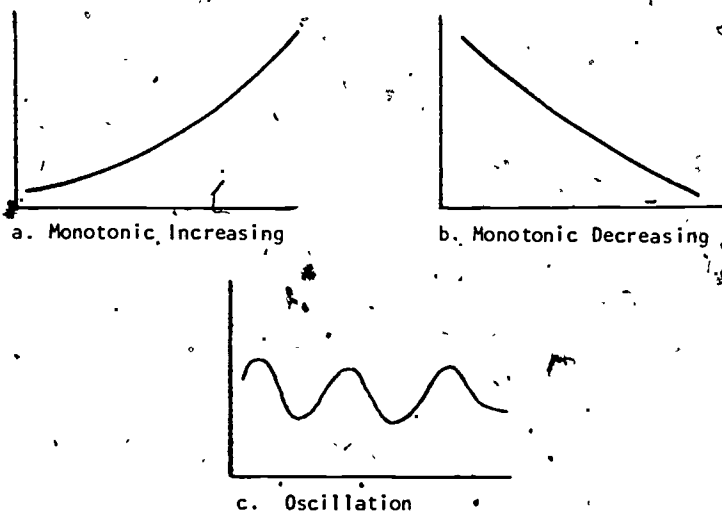 a. Monotonic Increasing
b. Monotonic Decreasing
c. Oscillation